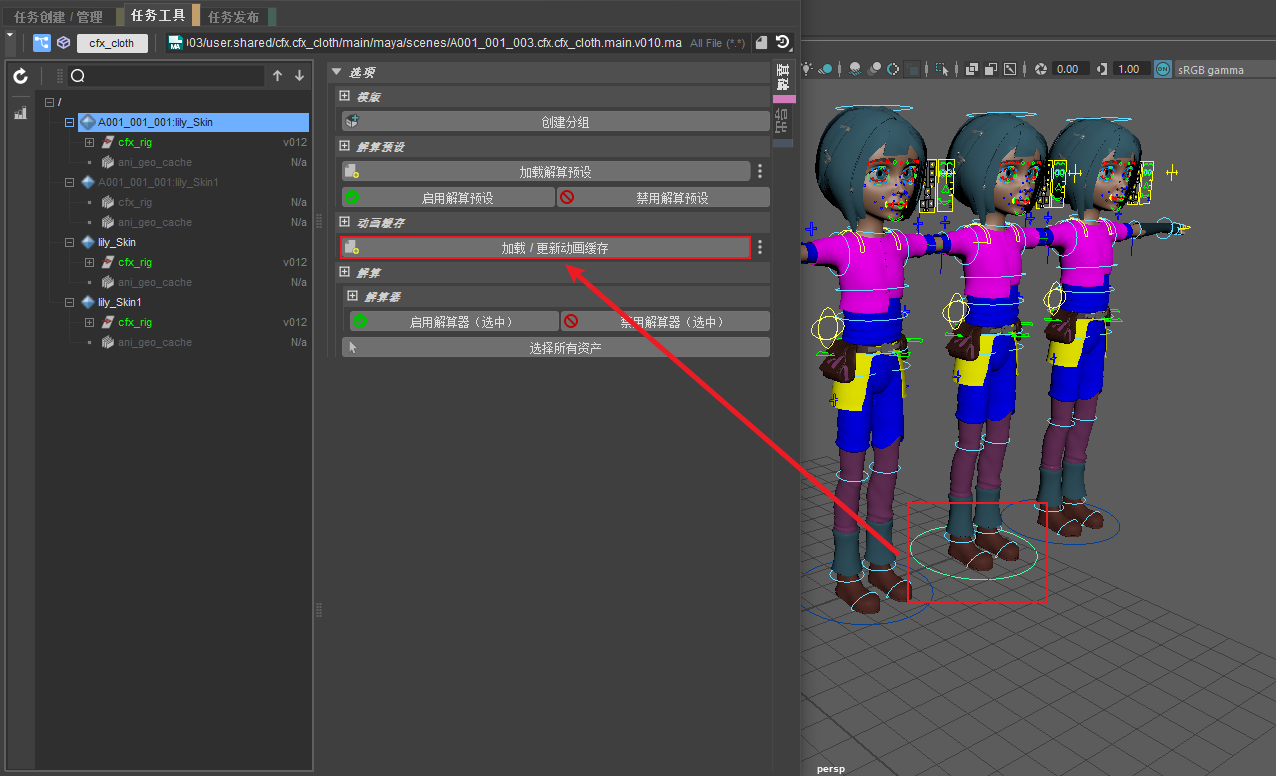 任务创建 / 管理
任务工具
任务发布
cfx_cloth
)03/user.shared/cfx.cfx_cloth/main/maya/scenes/A001_001_003.cfx.cfx_cloth.main.v010.ma
All File (*.*)
/
A001_001_001:lily_Skin
cfx_rig v012
ani_geo_cache N/a
A001_001_001:lily_Skin1
cfx_rig N/a
ani_geo_cache N/a
lily_Skin
cfx_rig v012
ani_geo_cache N/a
lily_Skin1
cfx_rig v012
ani_geo_cache N/a
选项
模版
创建分组
解算预设
加载解算预设
启用解算预设
禁用解算预设
动画缓存
加载 / 更新动画缓存
解算
解算器
启用解算器（选中）
禁用解算器（选中）
选择所有资产
MA
0.00
1.00
ON
sRGB gamma
persp